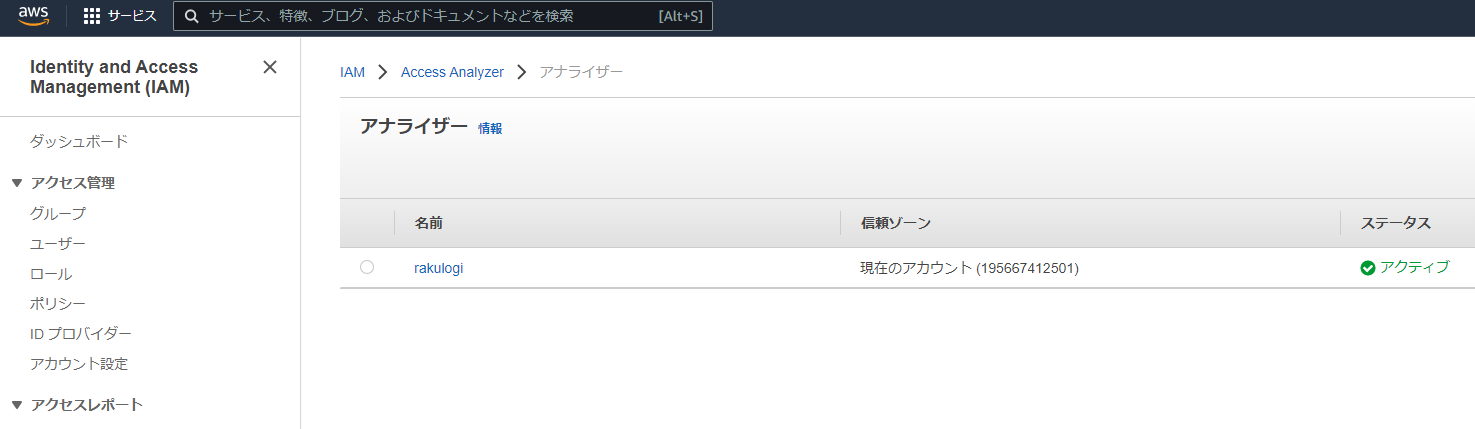 aws サービス サービス、特徴、ブログ、およびドキュメントなどを検索 [Alt+S]
Identity and Access
Management (IAM)
ダッシュボード
アクセス管理
グループ
ユーザー
ロール
ポリシー
ID プロバイダー
アカウント設定
アクセスレポート
IAM Access Analyzer アナライザー
アナライザー 情報
名前 信頼ゾーン ステータス
rakulogi 現在のアカウント (195667412501) アクティブ